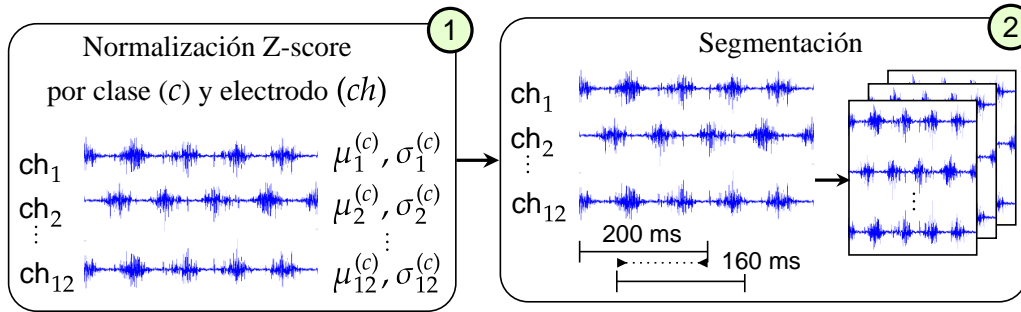 1
Normalización Z-score
por clase (c) y electrodo (ch)
ch1 μ1(c), σ1(c)
ch2 μ2(c), σ2(c)
⋮ ⋮
ch12 μ12(c), σ12(c)
2
Segmentación
ch1
ch2
⋮
ch12
⋮
200 ms
160 ms